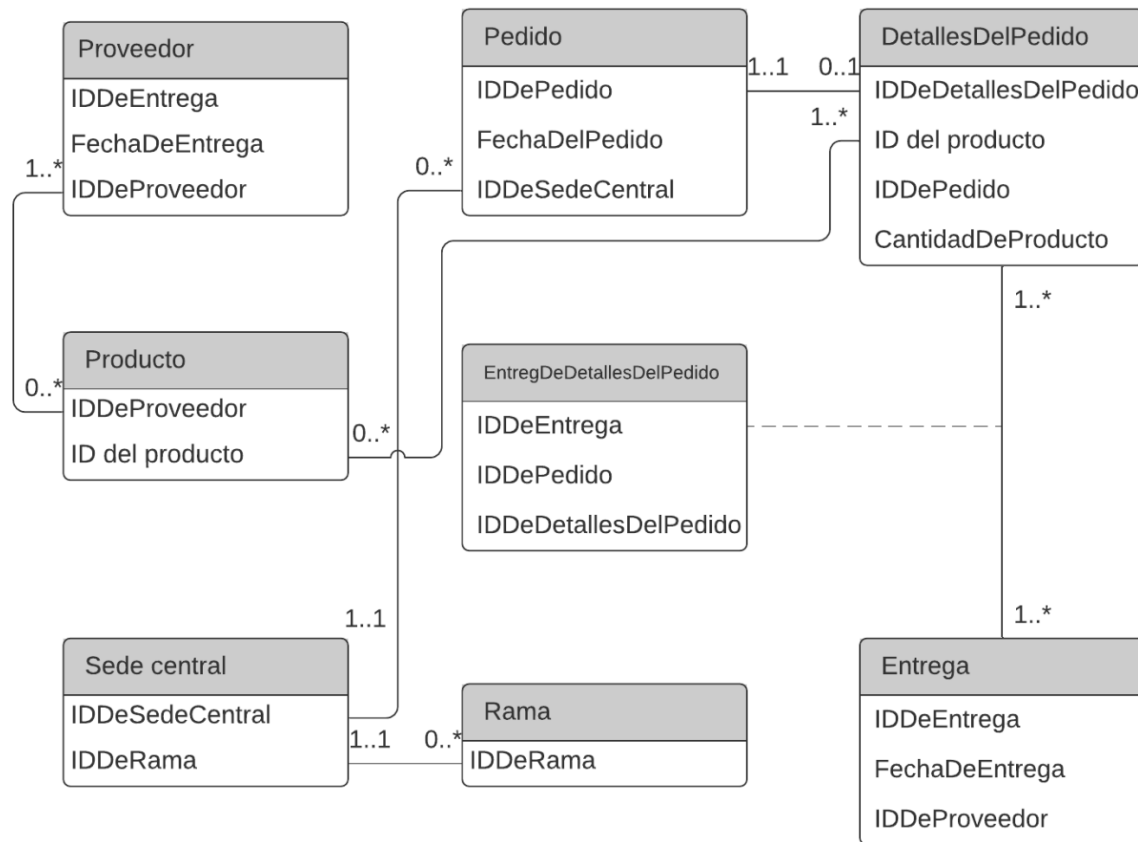 Proveedor
IDDeEntrega
FechaDeEntrega
IDDeProveedor
1..*
0..*
Producto
IDDeProveedor
ID del producto
0..*
Pedido
IDDePedido
FechaDelPedido
IDDeSedeCentral
1..1
0..1
0..*
1..*
DetallesDelPedido
IDDeDetallesDelPedido
ID del producto
IDDePedido
CantidadDeProducto
1..*
EntregDeDetallesDelPedido
IDDeEntrega
IDDePedido
IDDeDetallesDelPedido
1..1
1..*
Sede central
IDDeSedeCentral
IDDeRama
1..1
0..*
Rama
IDDeRama
Entrega
IDDeEntrega
FechaDeEntrega
IDDeProveedor